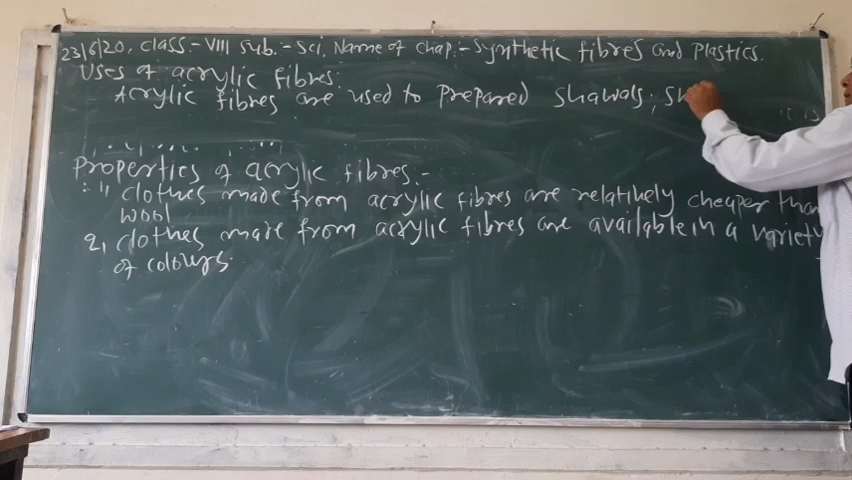 23/6/20, class.- VIII sub.- sci. Name of chap.- synthetic fibres and plastics.
Uses of acrylic fibres:
Acrylic fibres are used to prepared shawals, sw
Properties of acrylic fibres.-
1, clothes made from acrylic fibres are relatively cheaper than
wool
2, clothes mare from acrylic fibres are available in a variety
of colours.